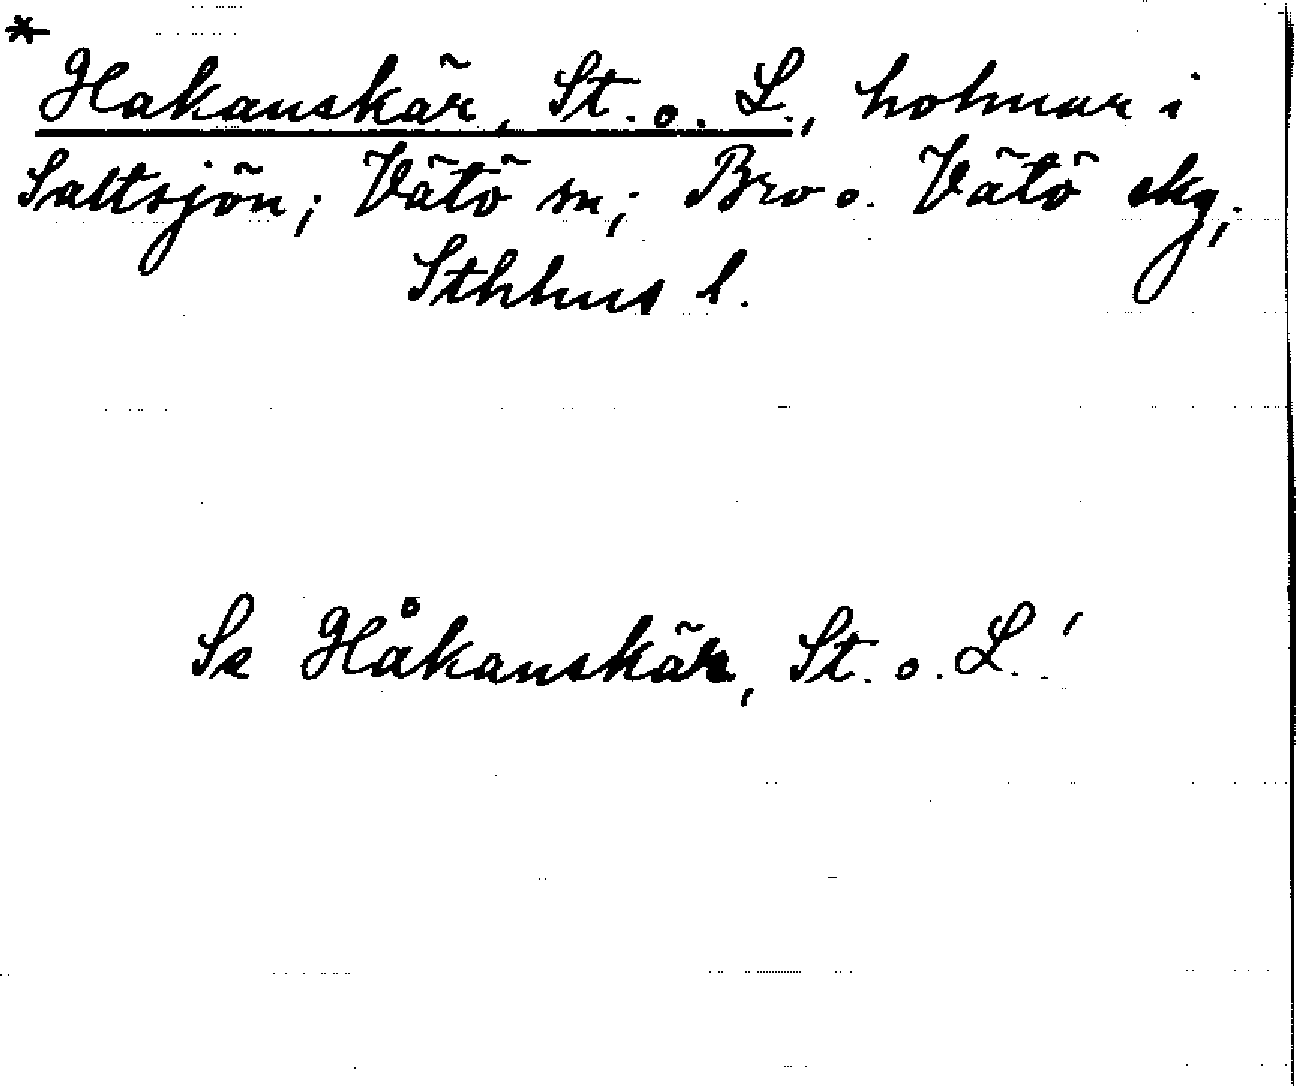 *
Hakanskär, St. o. L., holmar i
Saltsjön; Vätö sn; Bro o. Vätö skg;
Sthlms l.
Se Håkanskär, St. o. L!